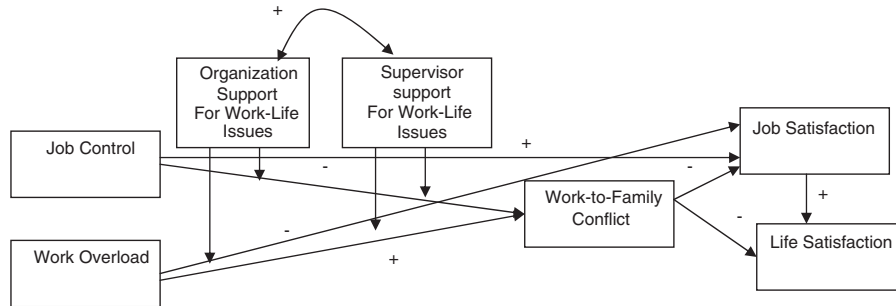 +
Organization
Support
For Work-Life
Issues
Supervisor
support
For Work-Life
Issues
Job Control
+
Job Satisfaction
-
-
Work-to-Family
Conflict
+
-
-
Work Overload
+
Life Satisfaction